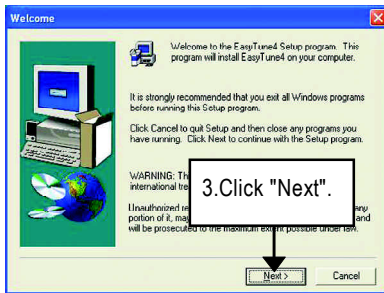 Welcome
Welcome to the EasyTune4 Setup program. This
program will install EasyTune4 on your computer.
It is strongly recommended that you exit all Windows programs
before running this Setup program.
Click Cancel to quit Setup and then close any programs you
have running. Click Next to continue with the Setup program.
WARNING: Th
international tre
3.Click "Next".
Unauthorized re any
portion of it, may and
will be prosecuted to the maximum extent possible under law.
Next >
Cancel